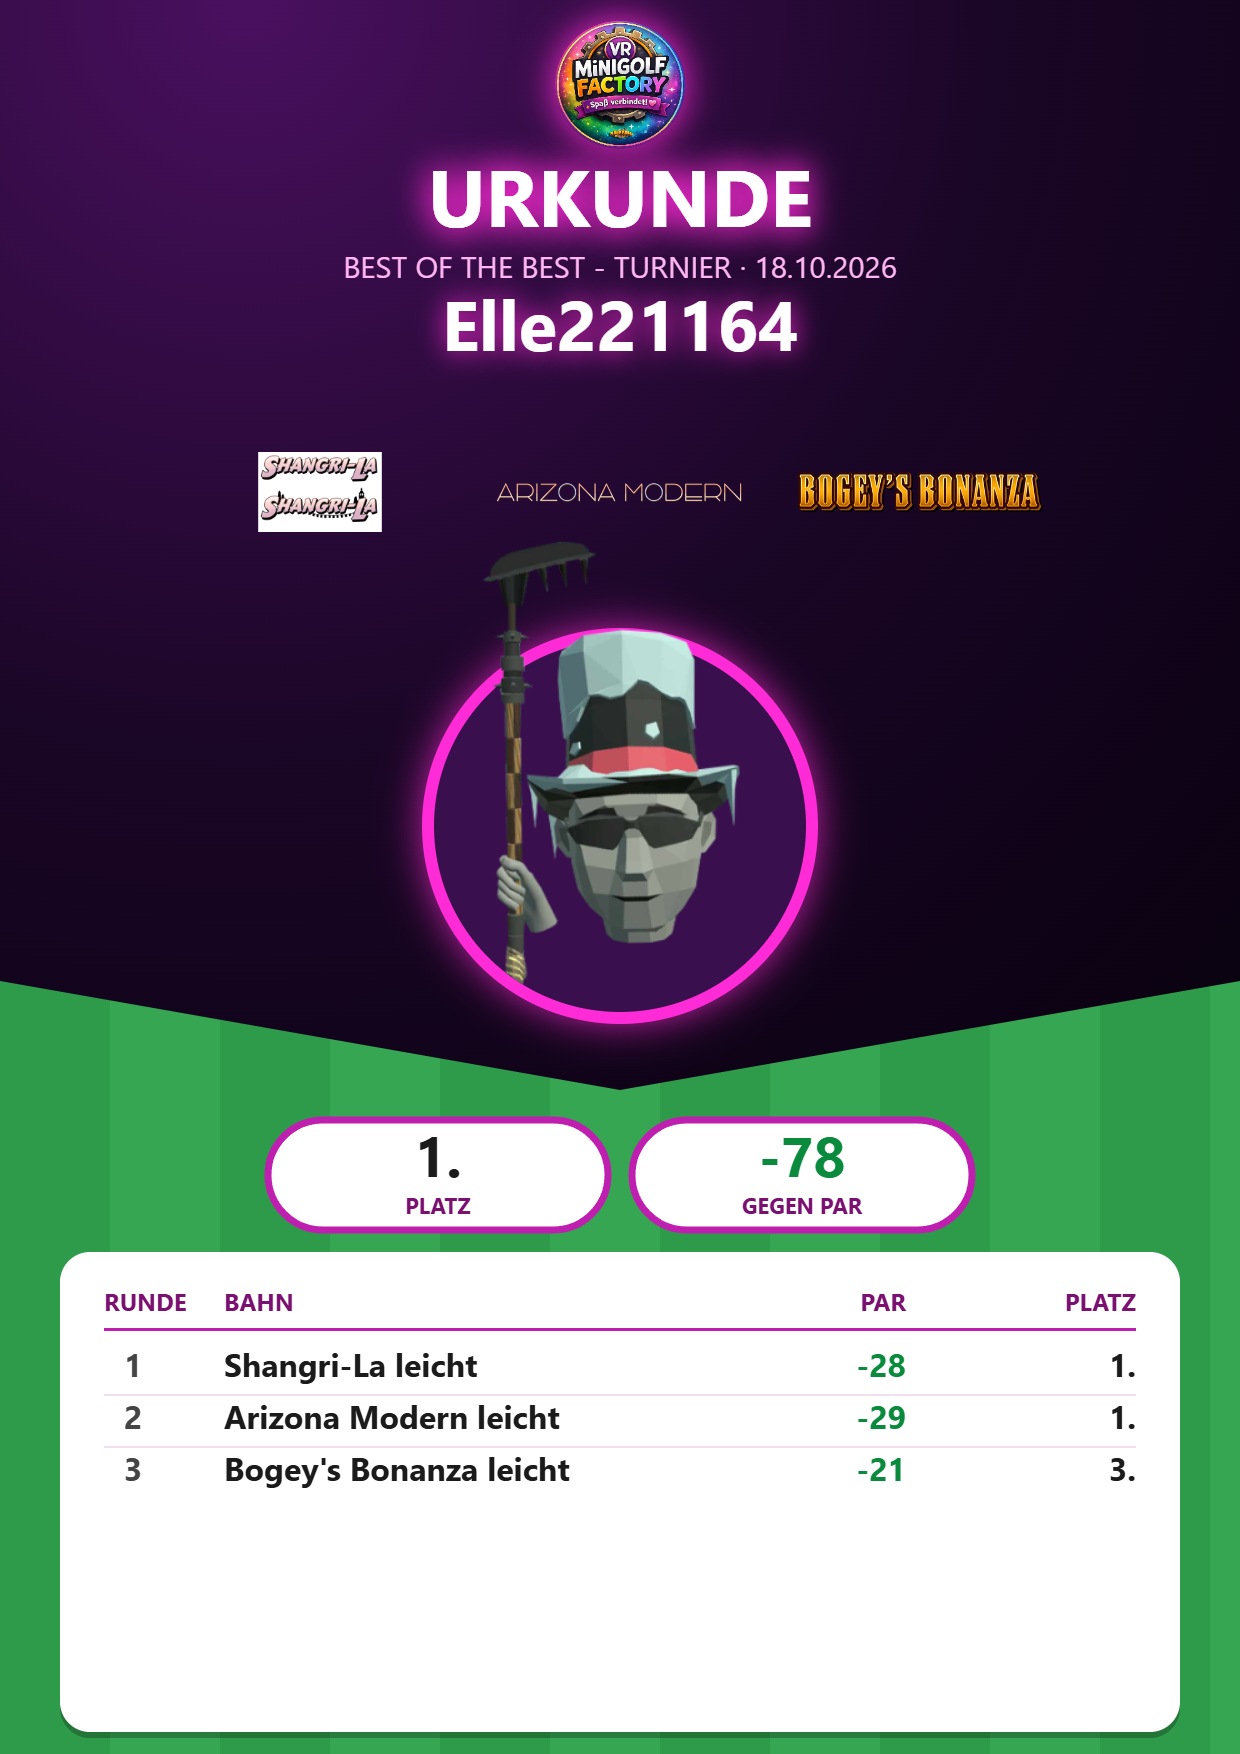 VR
MiNIGOLF
FACTORY
Spaß verbindet!
URKUNDE
BEST OF THE BEST - TURNIER · 18.10.2026
Elle221164
SHANGRI-LA
SHANGRI-LA
ARIZONA MODERN
BOGEY'S BONANZA
1.
PLATZ
-78
GEGEN PAR
RUNDE BAHN PAR PLATZ
1 Shangri-La leicht -28 1.
2 Arizona Modern leicht -29 1.
3 Bogey's Bonanza leicht -21 3.